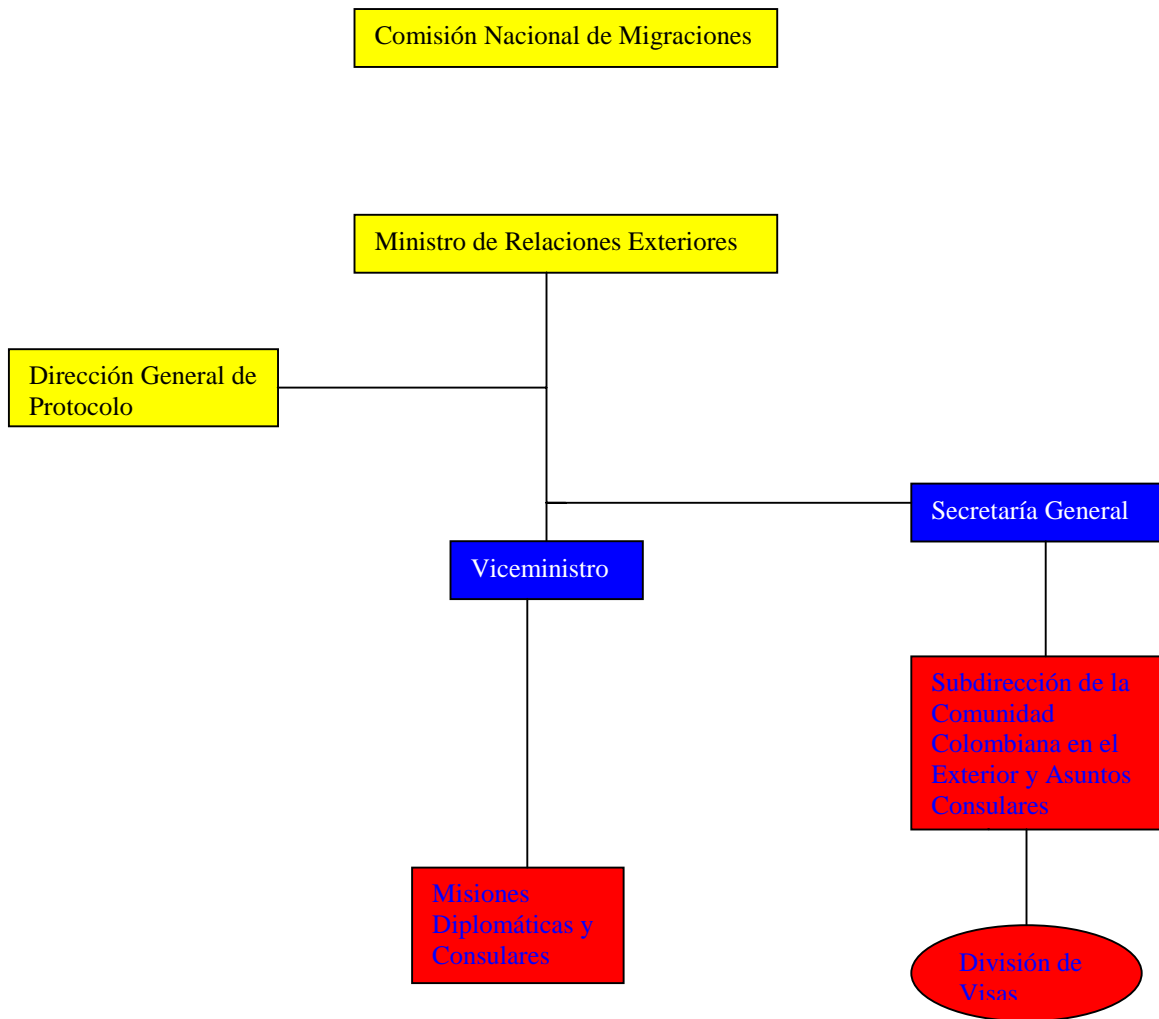 Comisión Nacional de Migraciones
Ministro de Relaciones Exteriores
Dirección General de
Protocolo
Secretaría General
Viceministro
Subdirección de la
Comunidad
Colombiana en el
Exterior y Asuntos
Consulares
Misiones
Diplomáticas y
Consulares
División de
Visas